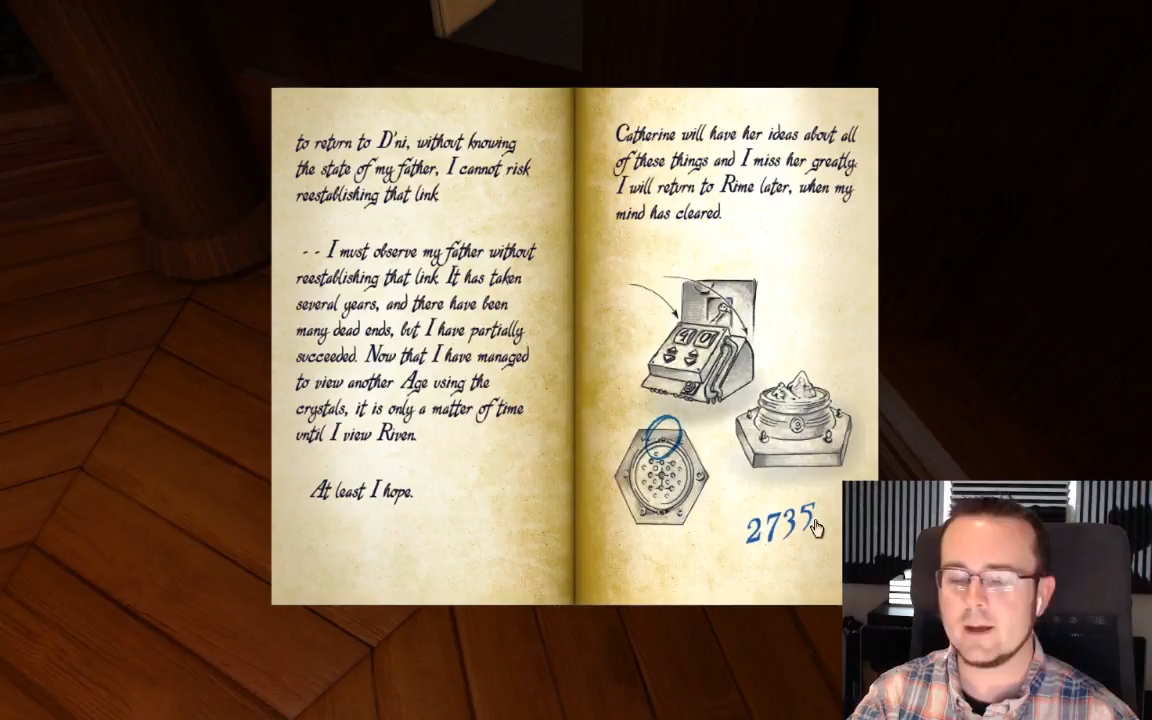 to return to D'ni, without knowing
the state of my father, I cannot risk
reestablishing that link
- - I must observe my father without
reestablishing that link. It has taken
several years, and there have been
many dead ends, but I have partially
succeeded. Now that I have managed
to view another Age using the
crystals, it is only a matter of time
until I view Riven.
At least I hope.
Catherine will have her ideas about all
of these things and I miss her greatly.
I will return to Rime later, when my
mind has cleared.
40
2735